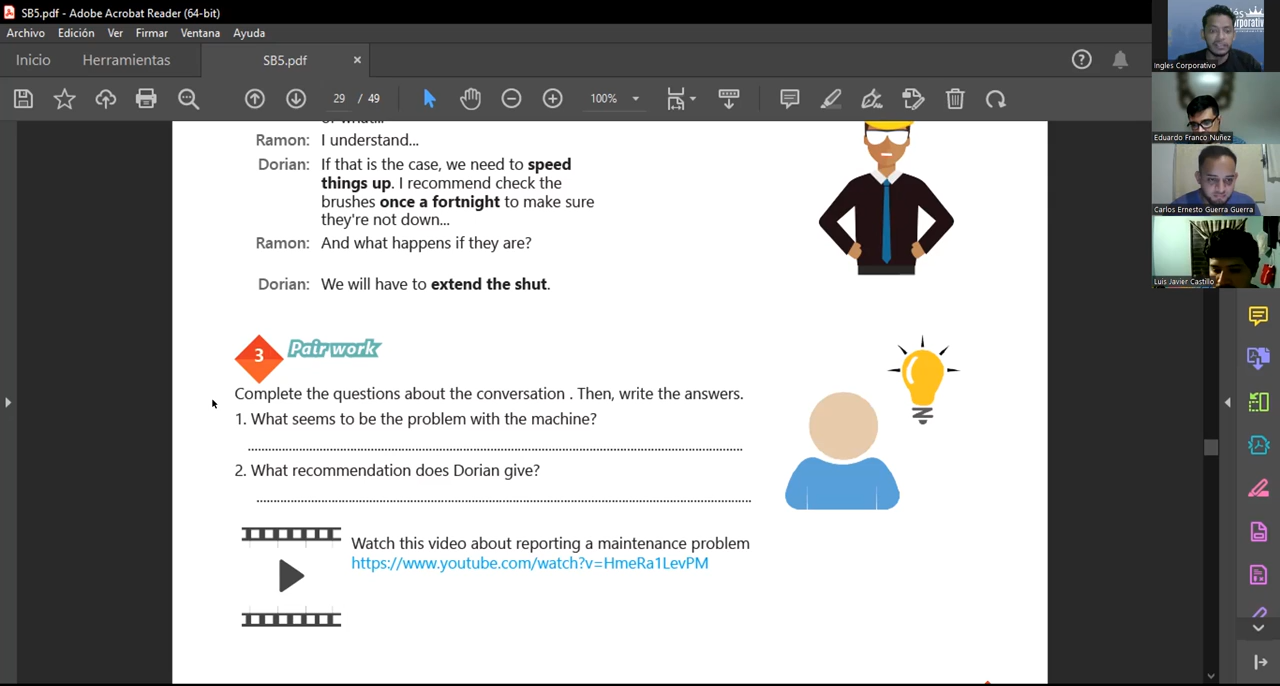 SB5.pdf - Adobe Acrobat Reader (64-bit)
Archivo Edición Ver Firmar Ventana Ayuda
Inicio Herramientas SB5.pdf ×
29 / 49 100%
Ramon: I understand...
Dorian: If that is the case, we need to speed
things up. I recommend check the
brushes once a fortnight to make sure
they're not down...
Ramon: And what happens if they are?
Dorian: We will have to extend the shut.
3 Pair work
Complete the questions about the conversation . Then, write the answers.
1. What seems to be the problem with the machine?
2. What recommendation does Dorian give?
Watch this video about reporting a maintenance problem
https://www.youtube.com/watch?v=HmeRa1LevPM
Ingles Corporativo
Eduardo Franco Nuñez
Carlos Ernesto Guerra Guerra
Luis Javier Castillo